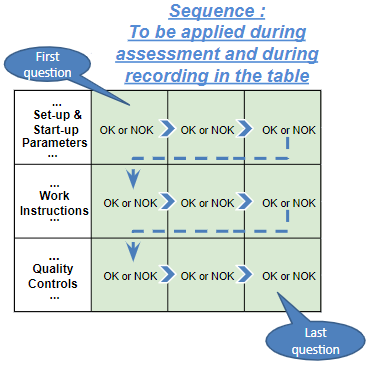 Sequence :
To be applied during
assessment and during
recording in the table
First
question
...
Set-up &
Start-up
Parameters
...
OK or NOK
OK or NOK
OK or NOK
...
Work
Instructions
...
OK or NOK
OK or NOK
OK or NOK
...
Quality
Controls
...
OK or NOK
OK or NOK
OK or NOK
Last
question